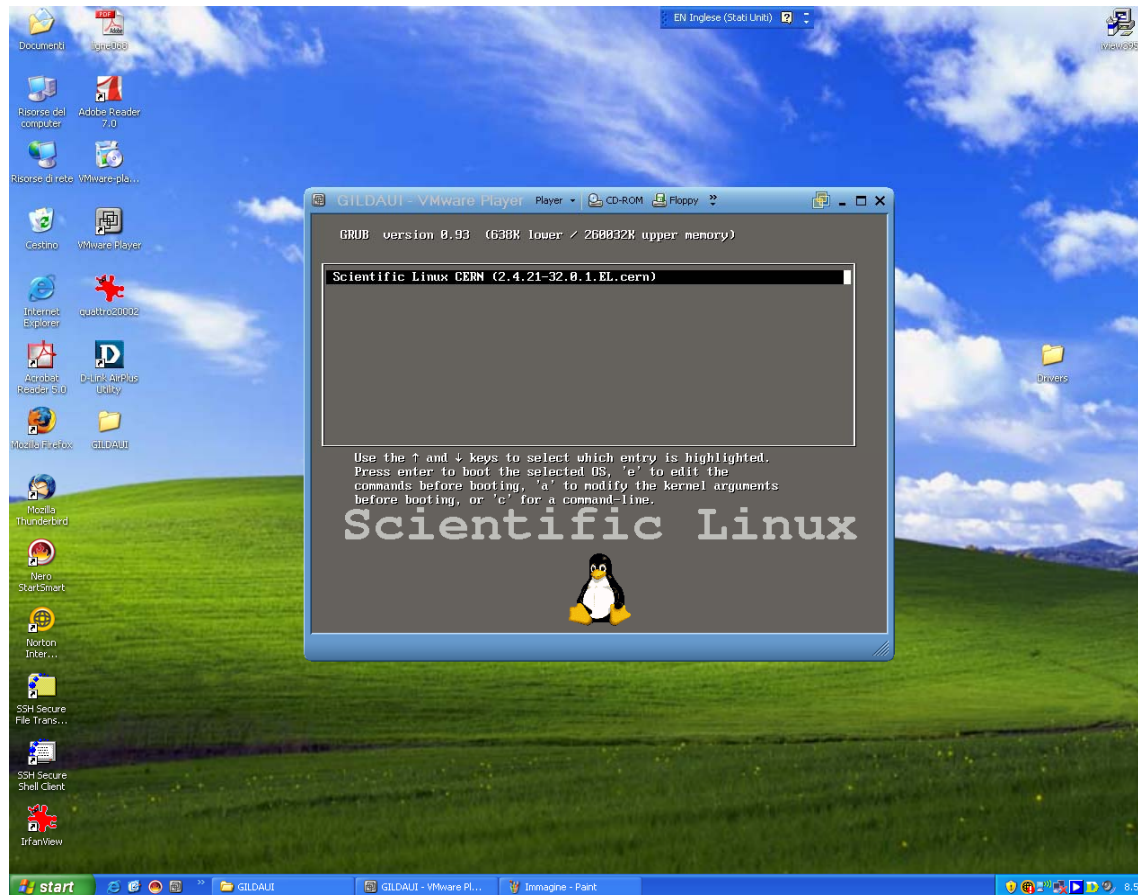 EN Inglese (Stati Uniti)
Documenti
Risorse del
computer
Adobe Reader
7.0
Risorse di rete
VMware-pla...
Cestino
VMware Player
Internet
Explorer
quattro20002
Acrobat
Reader 5.0
D-Link AirPlus
Utility
Mozilla Firefox
GILDAUI
Mozilla
Thunderbird
Nero
StartSmart
Norton
Inter...
SSH Secure
File Trans...
SSH Secure
Shell Client
IrfanView
Drivers
GILDAUI - VMware Player Player CD-ROM Floppy
GRUB version 0.93 (638K lower / 260032K upper memory)
Scientific Linux CERN (2.4.21-32.0.1.EL.cern)
Use the ↑ and ↓ keys to select which entry is highlighted.
Press enter to boot the selected OS, 'e' to edit the
commands before booting, 'a' to modify the kernel arguments
before booting, or 'c' for a command-line.
Scientific Linux
start
GILDAUI
GILDAUI - VMware Pl...
Immagine - Paint